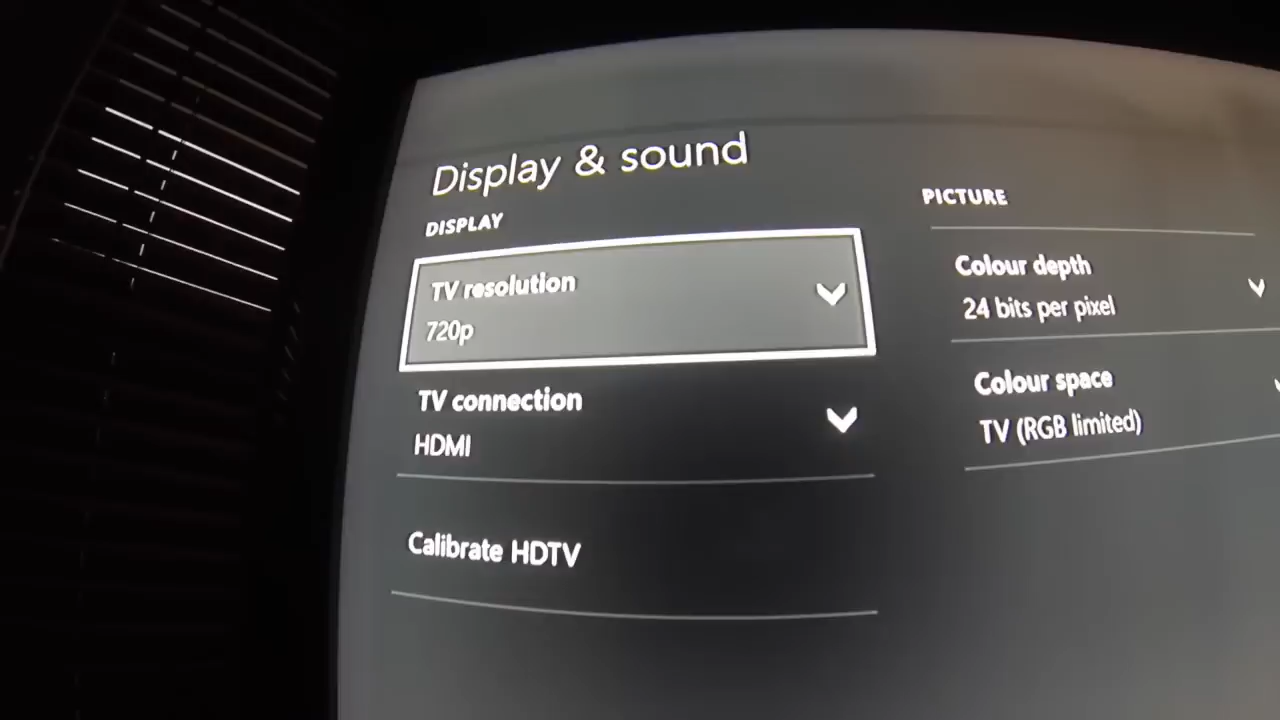 Display & sound
DISPLAY
TV resolution
720p
TV connection
HDMI
Calibrate HDTV
PICTURE
Colour depth
24 bits per pixel
Colour space
TV (RGB limited)